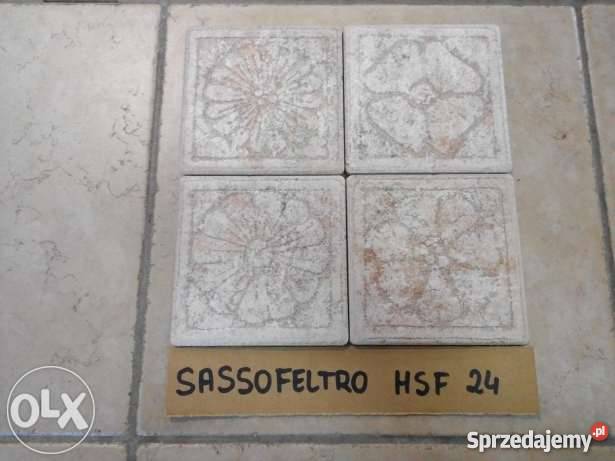 SASSOFELTRO HSF 24
OLX
Sprzedajemy.pl